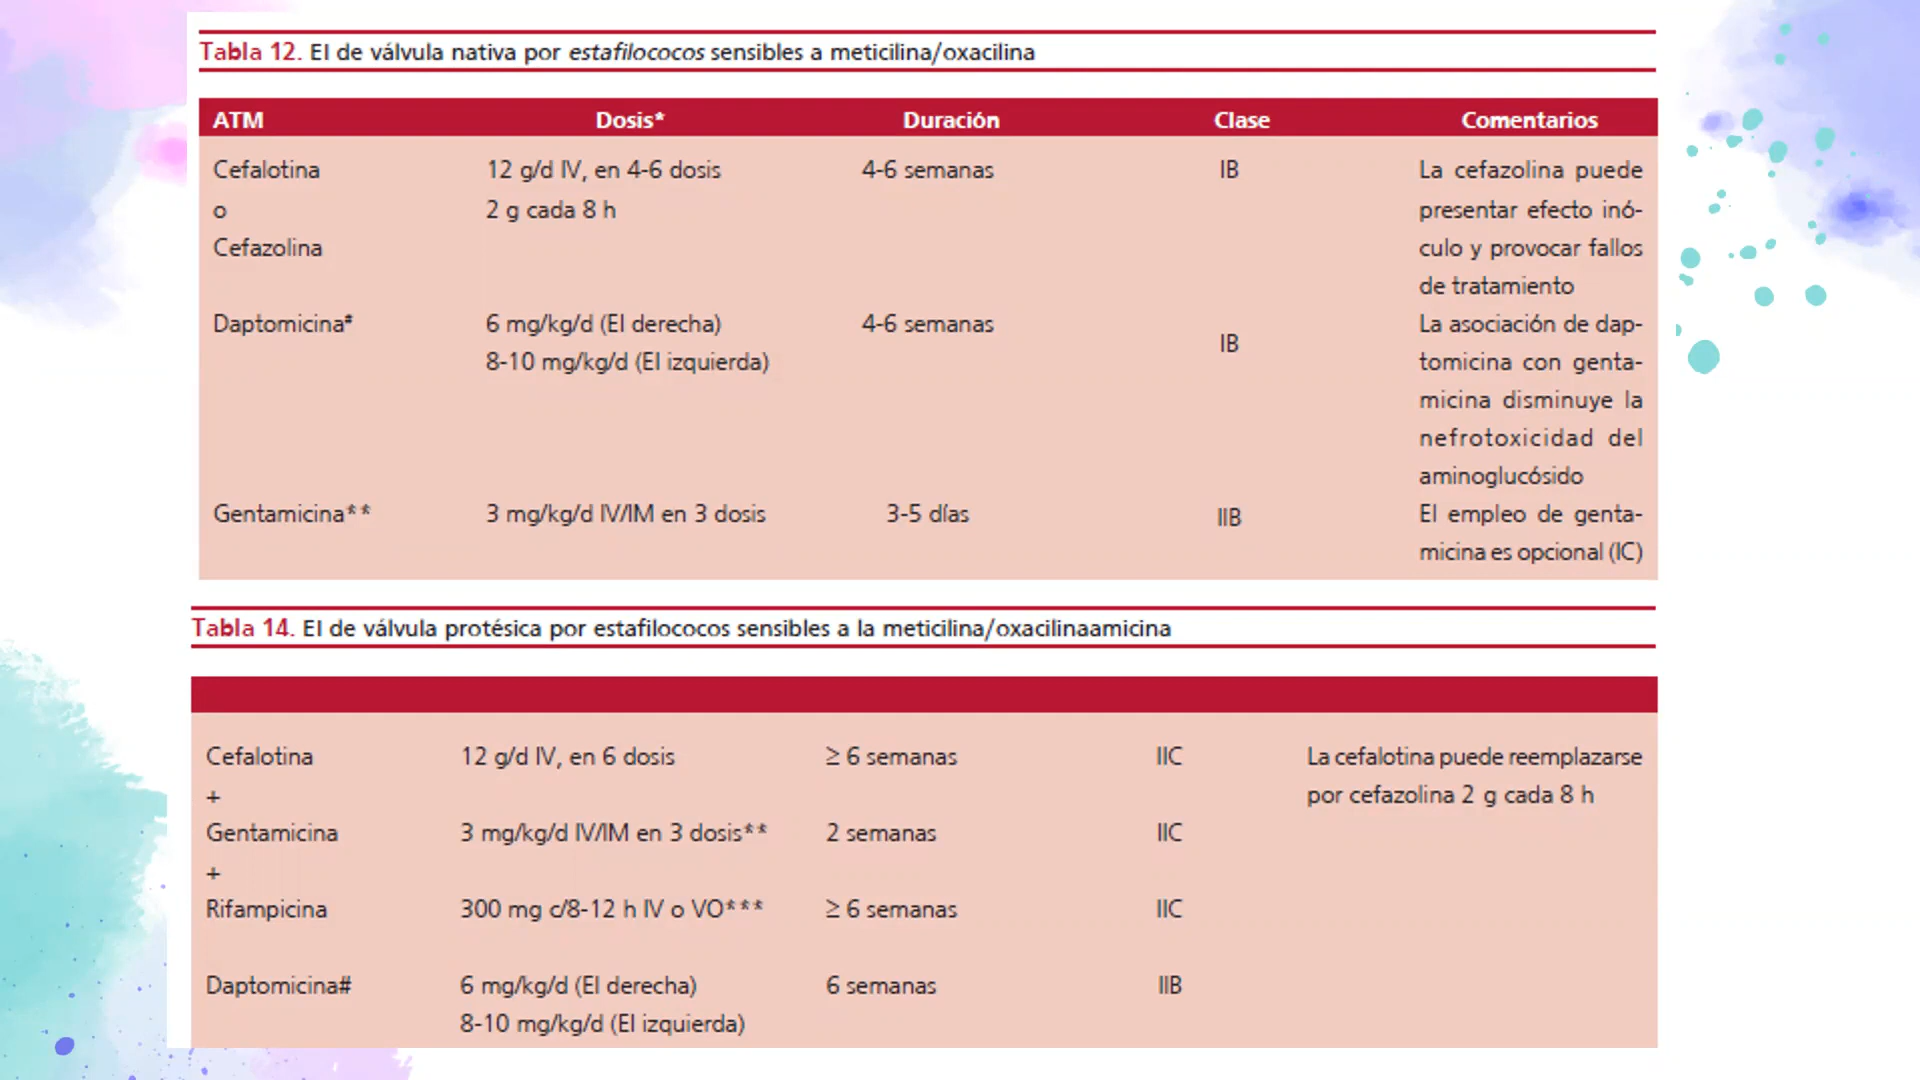 Tabla 12. EI de válvula nativa por estafilococos sensibles a meticilina/oxacilina
ATM Dosis* Duración Clase Comentarios
Cefalotina 12 g/d IV, en 4-6 dosis 4-6 semanas IB La cefazolina puede
o 2 g cada 8 h presentar efecto inó-
Cefazolina culo y provocar fallos
de tratamiento
Daptomicina# 6 mg/kg/d (EI derecha) 4-6 semanas IB La asociación de dap-
8-10 mg/kg/d (EI izquierda) tomicina con genta-
micina disminuye la
nefrotoxicidad del
aminoglucósido
Gentamicina** 3 mg/kg/d IV/IM en 3 dosis 3-5 días IIB El empleo de genta-
micina es opcional (IC)
Tabla 14. EI de válvula protésica por estafilococos sensibles a la meticilina/oxacilinaamicina
Cefalotina 12 g/d IV, en 6 dosis ≥ 6 semanas IIC La cefalotina puede reemplazarse
+ por cefazolina 2 g cada 8 h
Gentamicina 3 mg/kg/d IV/IM en 3 dosis** 2 semanas IIC
+
Rifampicina 300 mg c/8-12 h IV o VO*** ≥ 6 semanas IIC
Daptomicina# 6 mg/kg/d (EI derecha) 6 semanas IIB
8-10 mg/kg/d (EI izquierda)